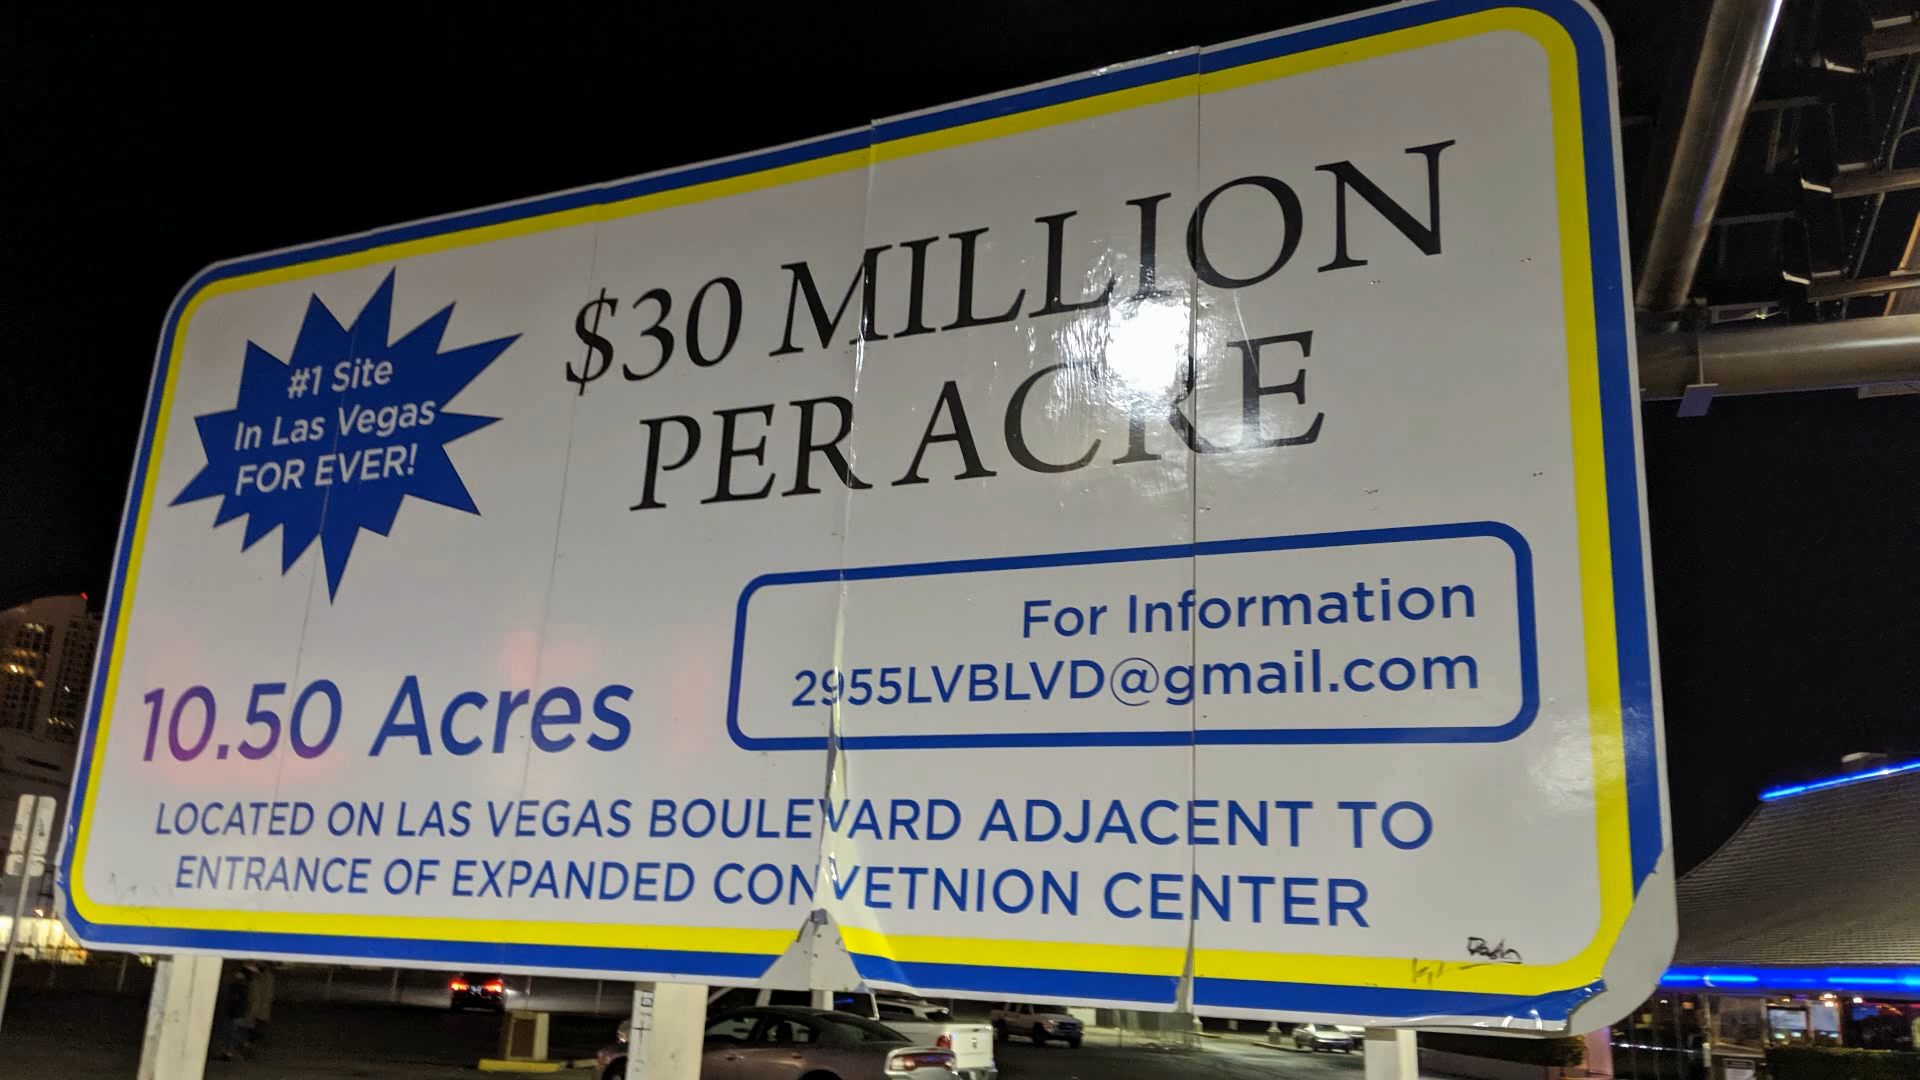 #1 Site
In Las Vegas
FOR EVER!
$30 MILLION
PER ACRE
For Information
2955LVBLVD@gmail.com
10.50 Acres
LOCATED ON LAS VEGAS BOULEVARD ADJACENT TO
ENTRANCE OF EXPANDED CONVETNION CENTER